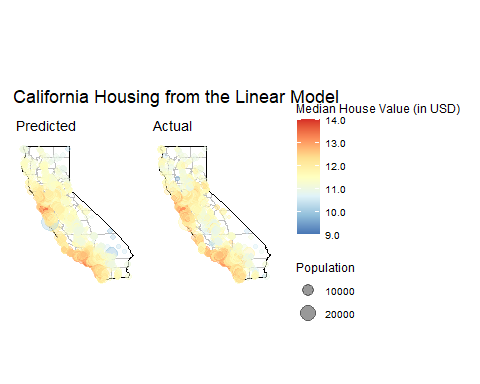 California Housing from the Linear Model
Median House Value (in USD)
Predicted
Actual
14.0
13.0
12.0
11.0
10.0
9.0
Population
10000
20000